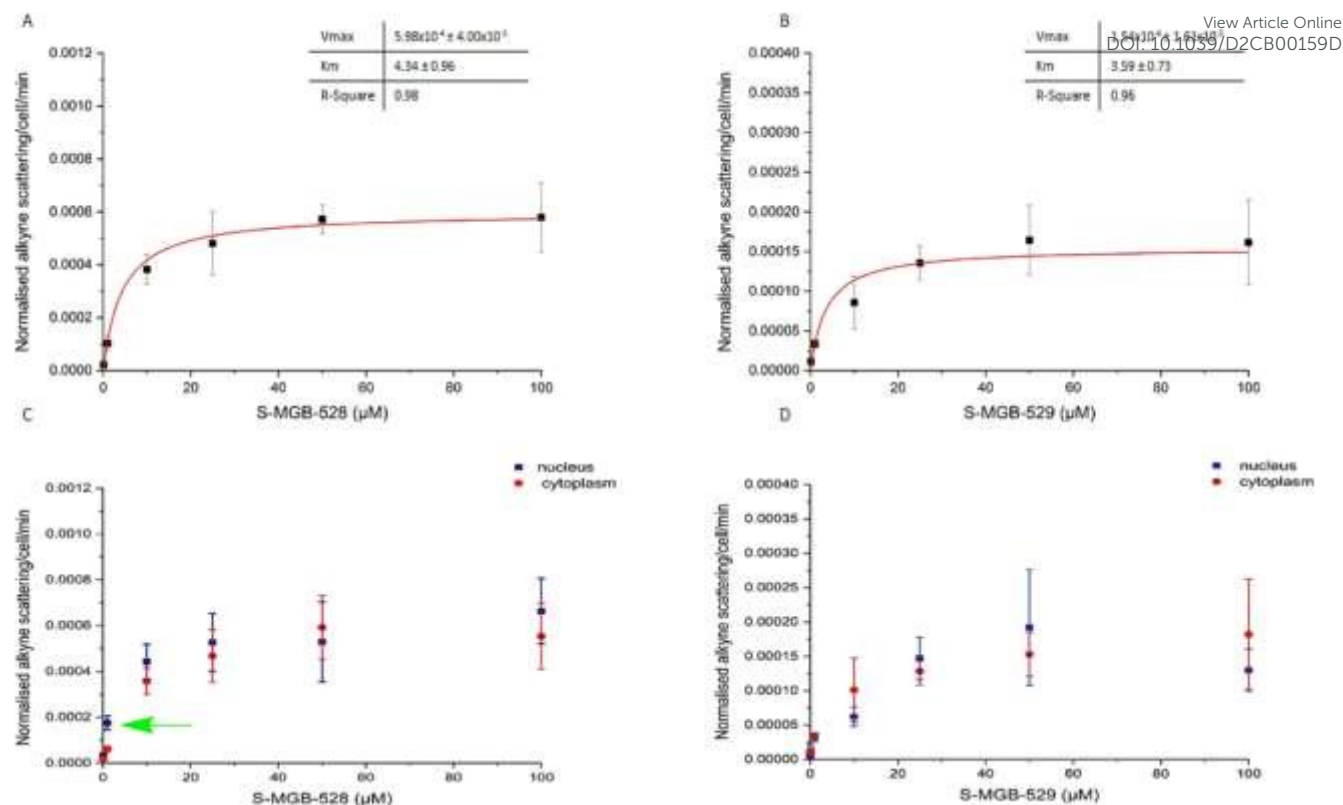 A
Vmax 5.98x10⁻⁴ ± 4.00x10⁻⁵
Km 4.34 ± 0.96
R-Square 0.98
0.0012
0.0010
0.0008
0.0006
0.0004
0.0002
0.0000
Normalised alkyne scattering/cell/min
0 20 40 60 80 100
S-MGB-528 (µM)
B
View Article Online
DOI: 10.1039/D2CB00159D
Vmax
Km 3.59 ± 0.73
R-Square 0.96
0.00040
0.00035
0.00030
0.00025
0.00020
0.00015
0.00010
0.00005
0.00000
Normalised alkyne scattering/cell/min
0 20 40 60 80 100
S-MGB-529 (µM)
C
nucleus
cytoplasm
0.0012
0.0010
0.0008
0.0006
0.0004
0.0002
0.0000
Normalised alkyne scattering/cell/min
0 20 40 60 80 100
S-MGB-528 (µM)
D
nucleus
cytoplasm
0.00040
0.00035
0.00030
0.00025
0.00020
0.00015
0.00010
0.00005
0.00000
Normalised alkyne scattering/cell/min
0 20 40 60 80 100
S-MGB-529 (µM)